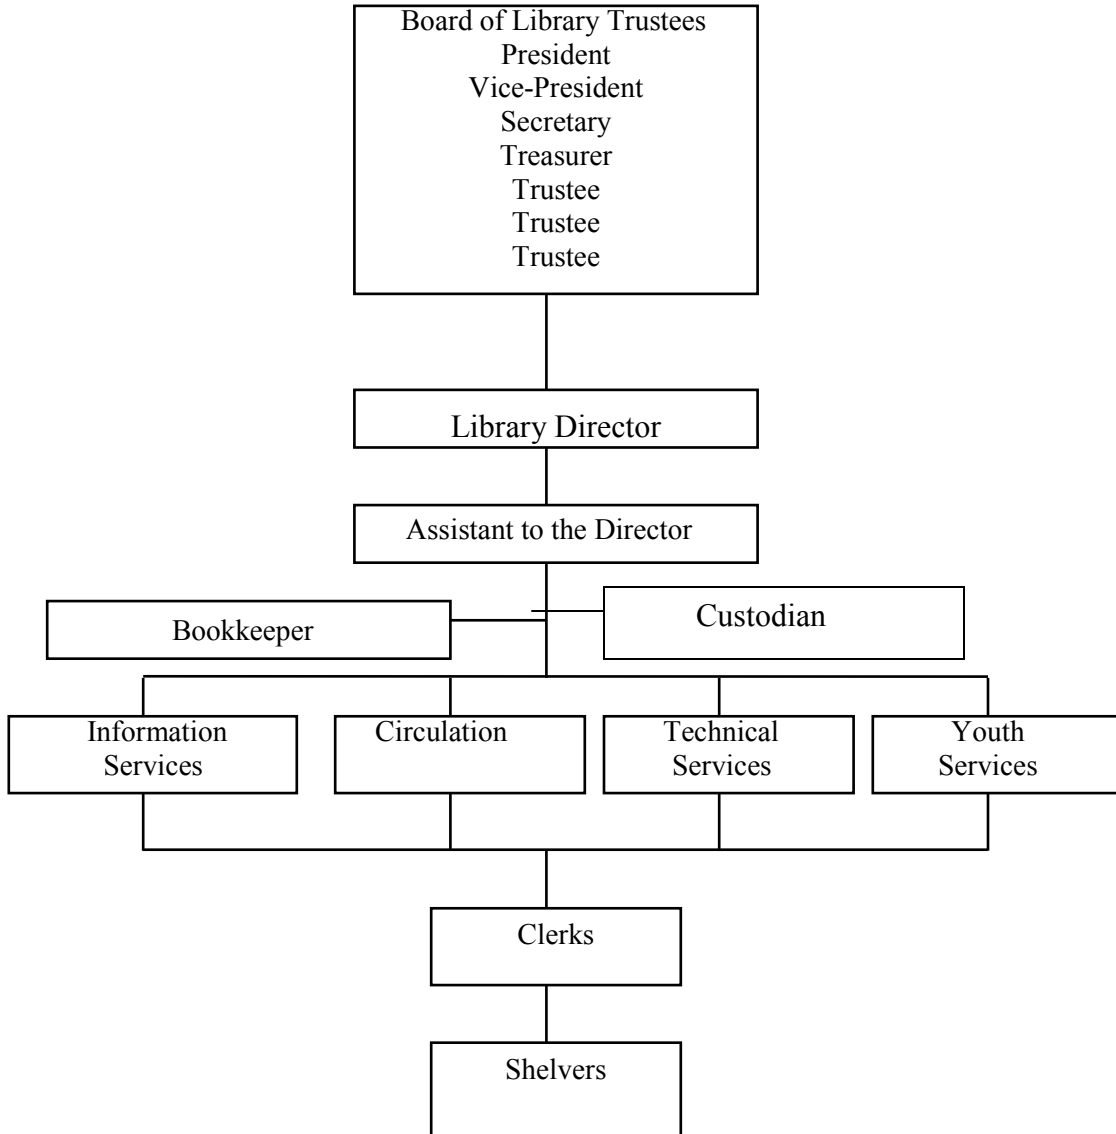 Board of Library Trustees
President
Vice-President
Secretary
Treasurer
Trustee
Trustee
Trustee
Library Director
Assistant to the Director
Bookkeeper
Custodian
Information
Services
Circulation
Technical
Services
Youth
Services
Clerks
Shelvers